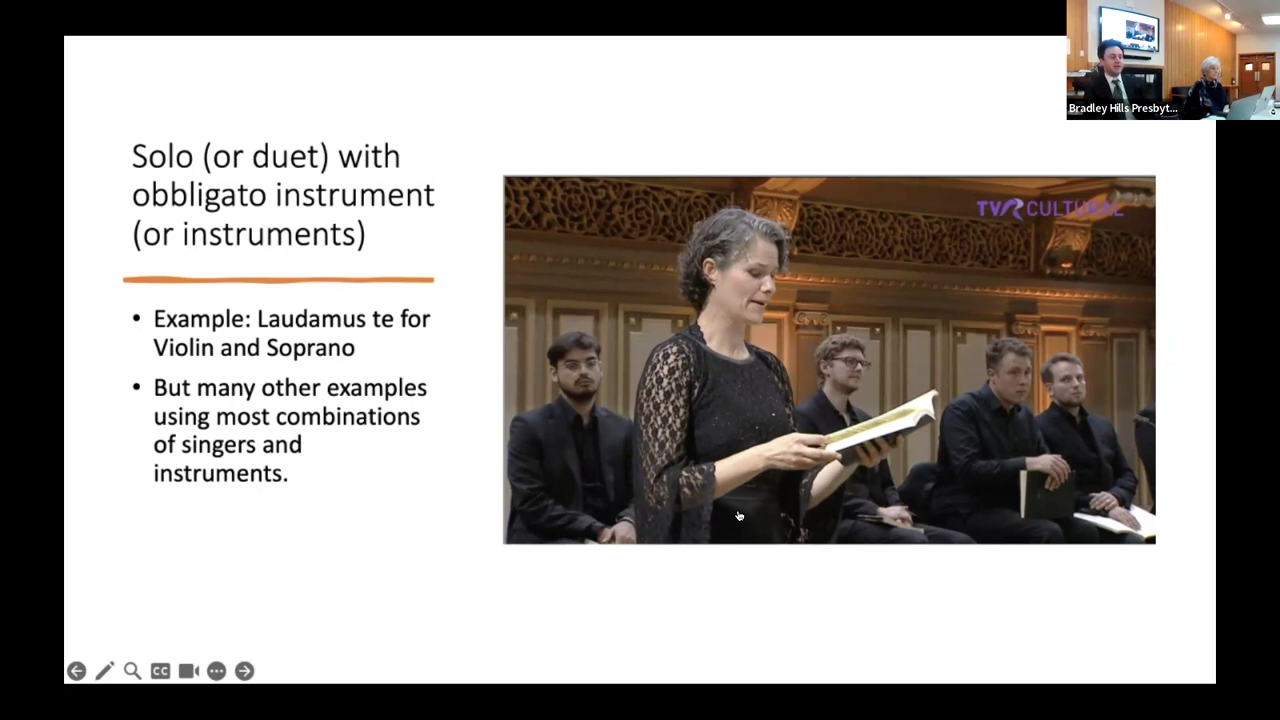 Bradley Hills Presbyt...
Solo (or duet) with
obbligato instrument
(or instruments)
TVR CULTURAL
• Example: Laudamus te for
Violin and Soprano
• But many other examples
using most combinations
of singers and
instruments.
CC